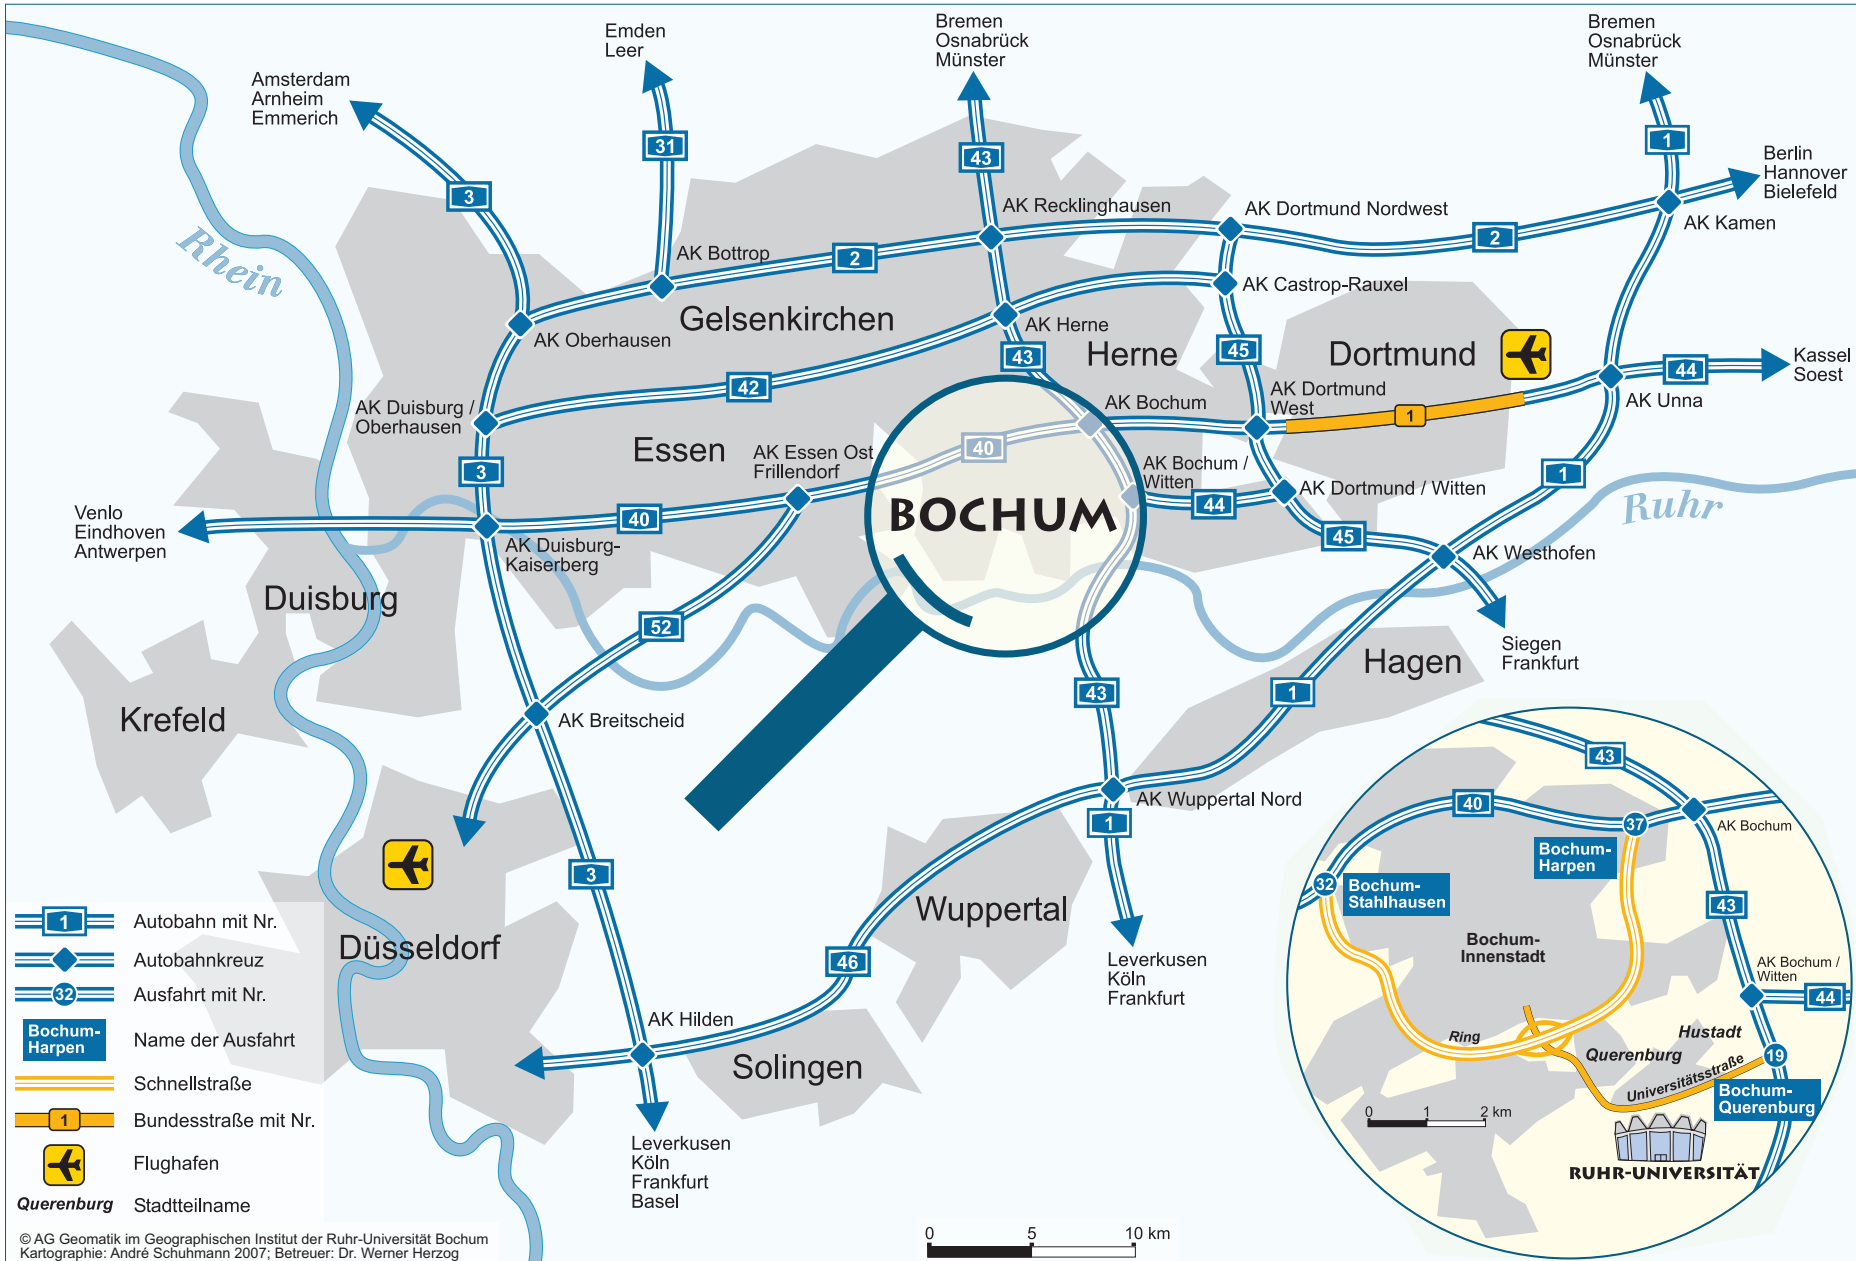 Emden
Leer
Bremen
Osnabrück
Münster
Bremen
Osnabrück
Münster
Amsterdam
Arnheim
Emmerich
31
43
1
Berlin
Hannover
Bielefeld
3
Rhein
AK Recklinghausen
AK Dortmund Nordwest
AK Kamen
2
2
AK Bottrop
AK Castrop-Rauxel
Gelsenkirchen
AK Oberhausen
AK Herne
43
Herne
45
Dortmund
Kassel
Soest
44
42
AK Duisburg /
Oberhausen
AK Bochum
AK Dortmund
West
1
AK Unna
Essen
AK Essen Ost
Frillendorf
40
AK Bochum /
Witten
3
1
AK Dortmund / Witten
44
Ruhr
BOCHUM
Venlo
Eindhoven
Antwerpen
40
45
AK Duisburg-
Kaiserberg
AK Westhofen
Duisburg
52
Siegen
Frankfurt
Hagen
43
1
Krefeld
AK Breitscheid
AK Wuppertal Nord
1
3
Wuppertal
Düsseldorf
46
Leverkusen
Köln
Frankfurt
AK Hilden
Solingen
Leverkusen
Köln
Frankfurt
Basel
43
40
37
AK Bochum
Bochum-
Harpen
32
Bochum-
Stahlhausen
43
Bochum-
Innenstadt
AK Bochum /
Witten
44
Ring
Hustadt
Querenburg
19
Universitätsstraße
Bochum-
Querenburg
0 1 2 km
RUHR-UNIVERSITÄT
1 Autobahn mit Nr.
Autobahnkreuz
32 Ausfahrt mit Nr.
Bochum-
Harpen
Name der Ausfahrt
Schnellstraße
1 Bundesstraße mit Nr.
Flughafen
Querenburg Stadtteilname
© AG Geomatik im Geographischen Institut der Ruhr-Universität Bochum
Kartographie: André Schuhmann 2007; Betreuer: Dr. Werner Herzog
0 5 10 km